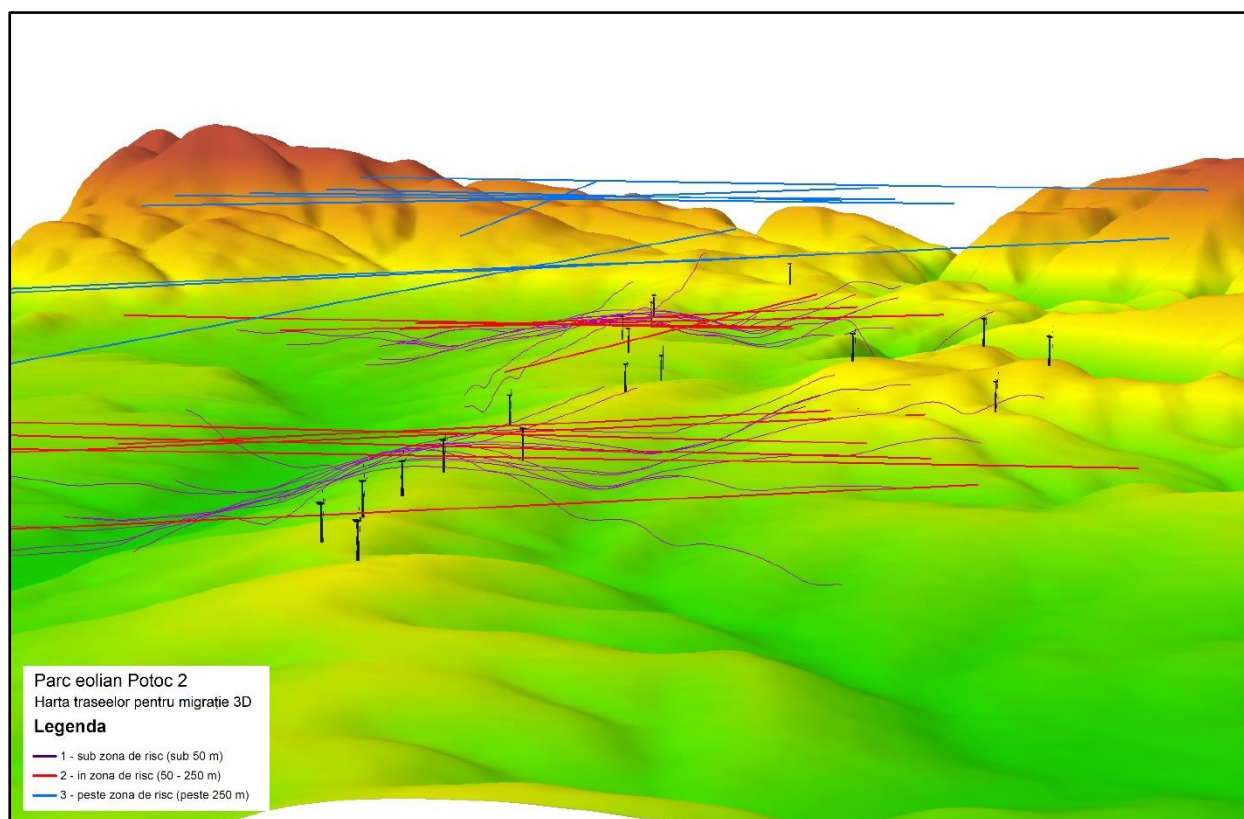 Parc eolian Potoc 2
Harta traseelor pentru migrație 3D
Legenda
1 - sub zona de risc (sub 50 m)
2 - in zona de risc (50 - 250 m)
3 - peste zona de risc (peste 250 m)